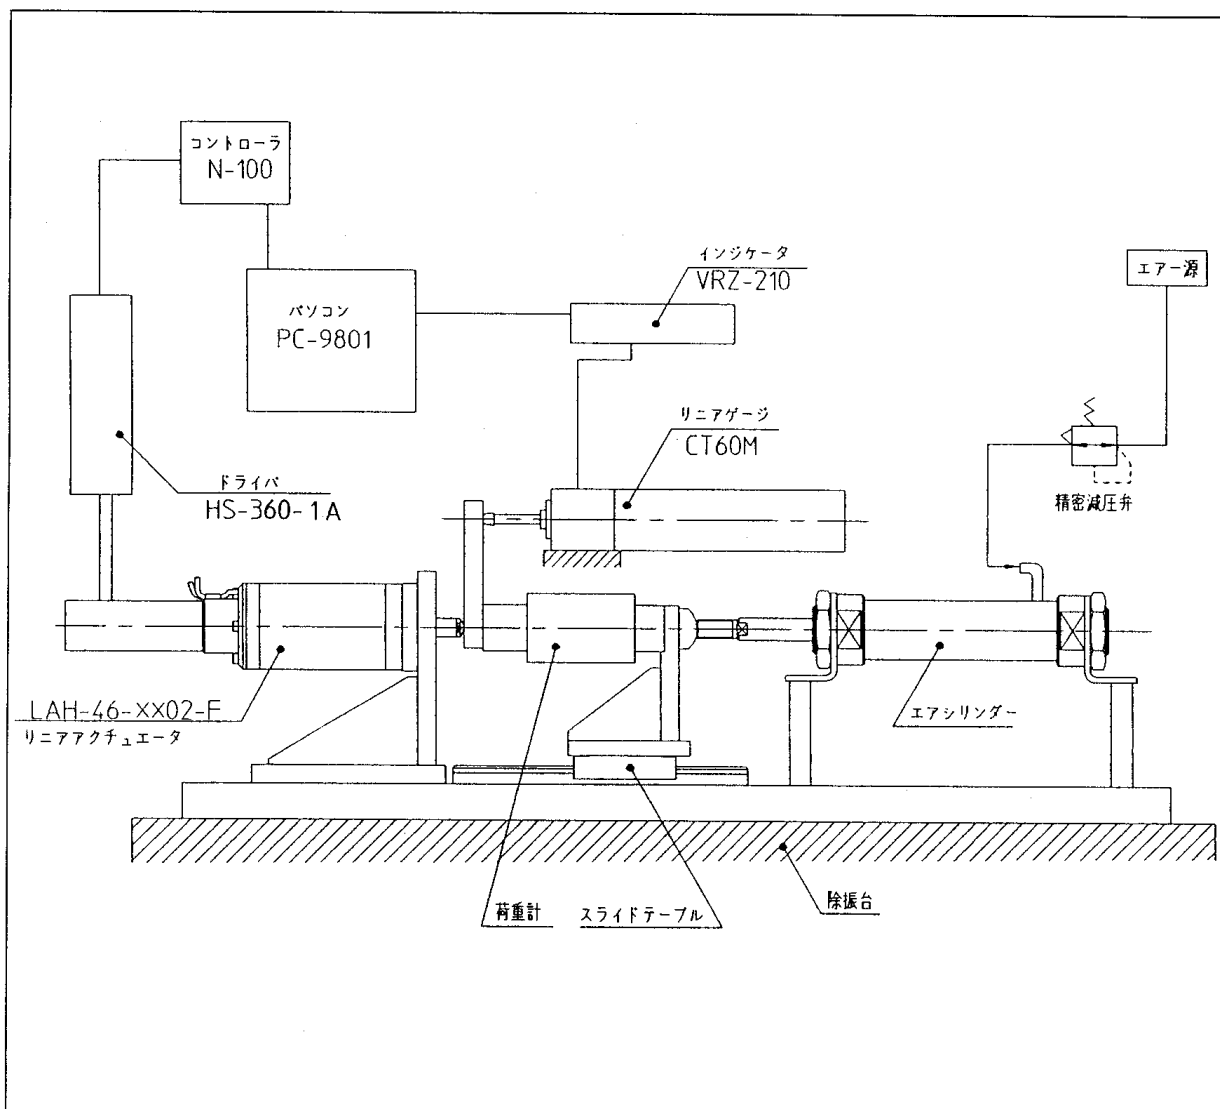 コントローラ
N-100
インジケータ
VRZ-210
エアー源
パソコン
PC-9801
リニアゲージ
CT60M
ドライバ
HS-360-1A
精密減圧弁
LAH-46-XX02-F
リニアアクチュエータ
エアシリンダー
荷重計
スライドテーブル
除振台